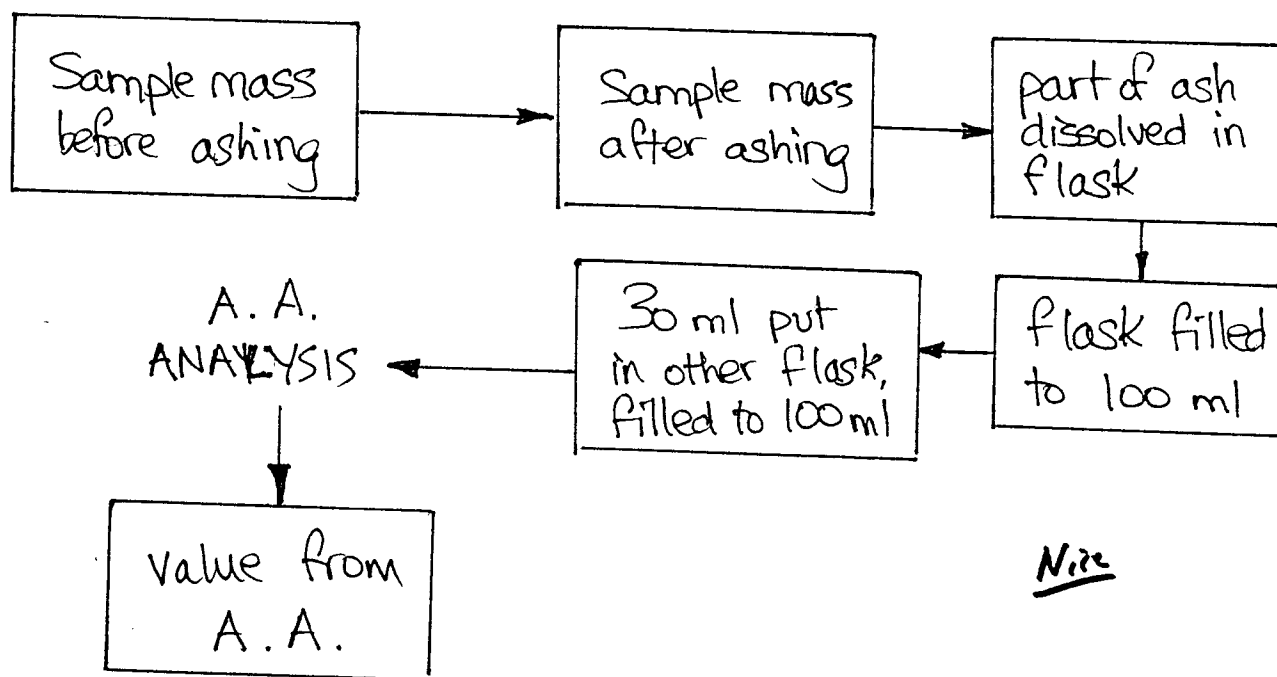 Sample mass
before ashing
Sample mass
after ashing
part of ash
dissolved in
flask
flask filled
to 100 ml
30 ml put
in other flask,
filled to 100 ml
A. A.
ANALYSIS
value from
A. A.
Nice